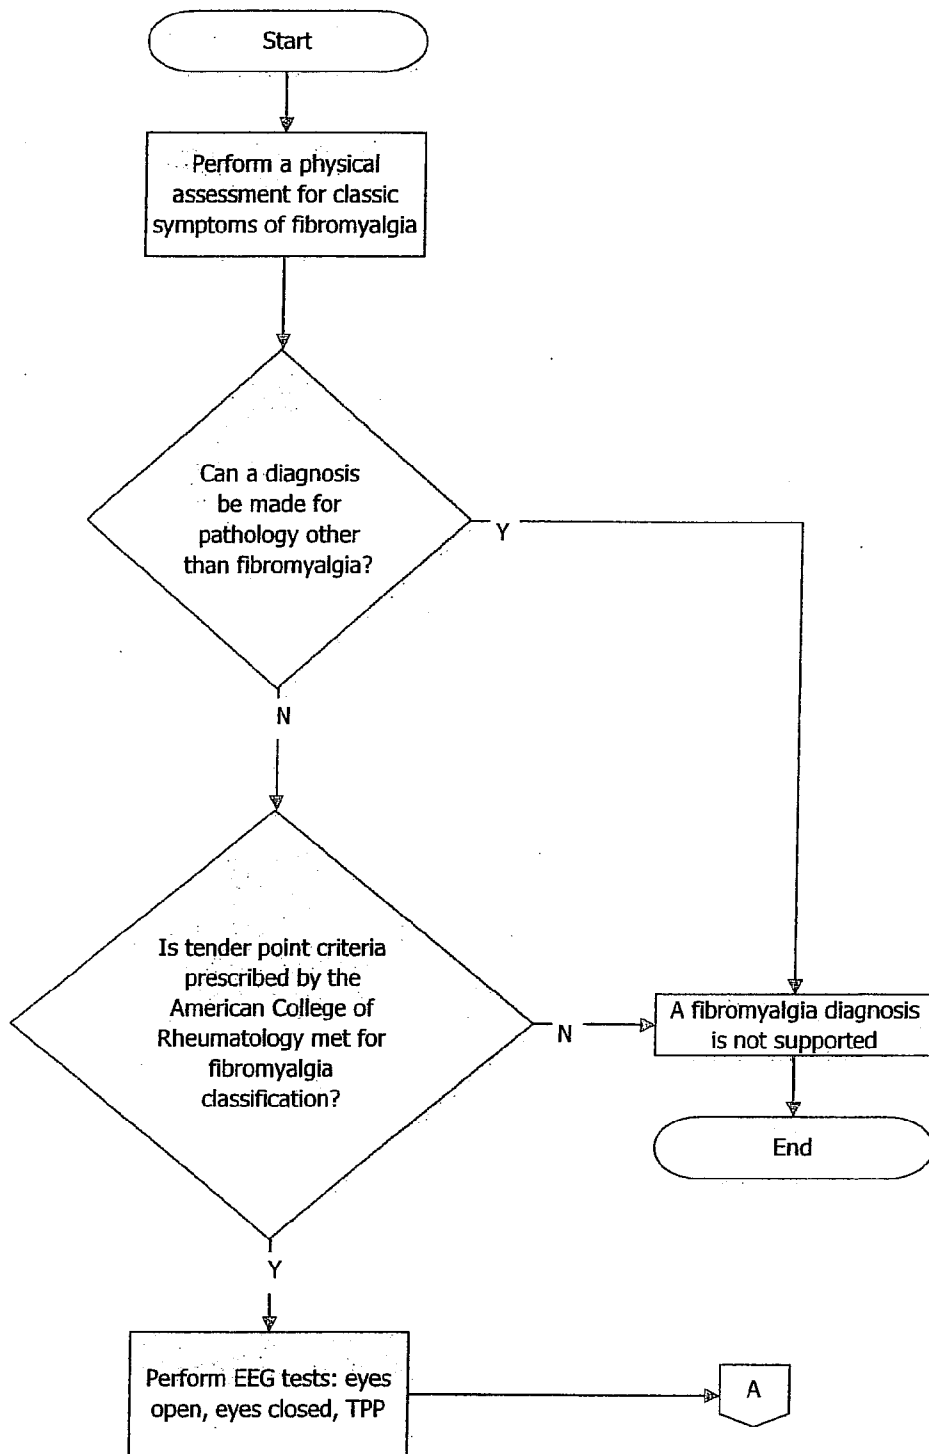 Start
Perform a physical
assessment for classic
symptoms of fibromyalgia
Can a diagnosis
be made for
pathology other
than fibromyalgia?
Y
N
Is tender point criteria
prescribed by the
American College of
Rheumatology met for
fibromyalgia
classification?
N
A fibromyalgia diagnosis
is not supported
End
Y
Perform EEG tests: eyes
open, eyes closed, TPP
A